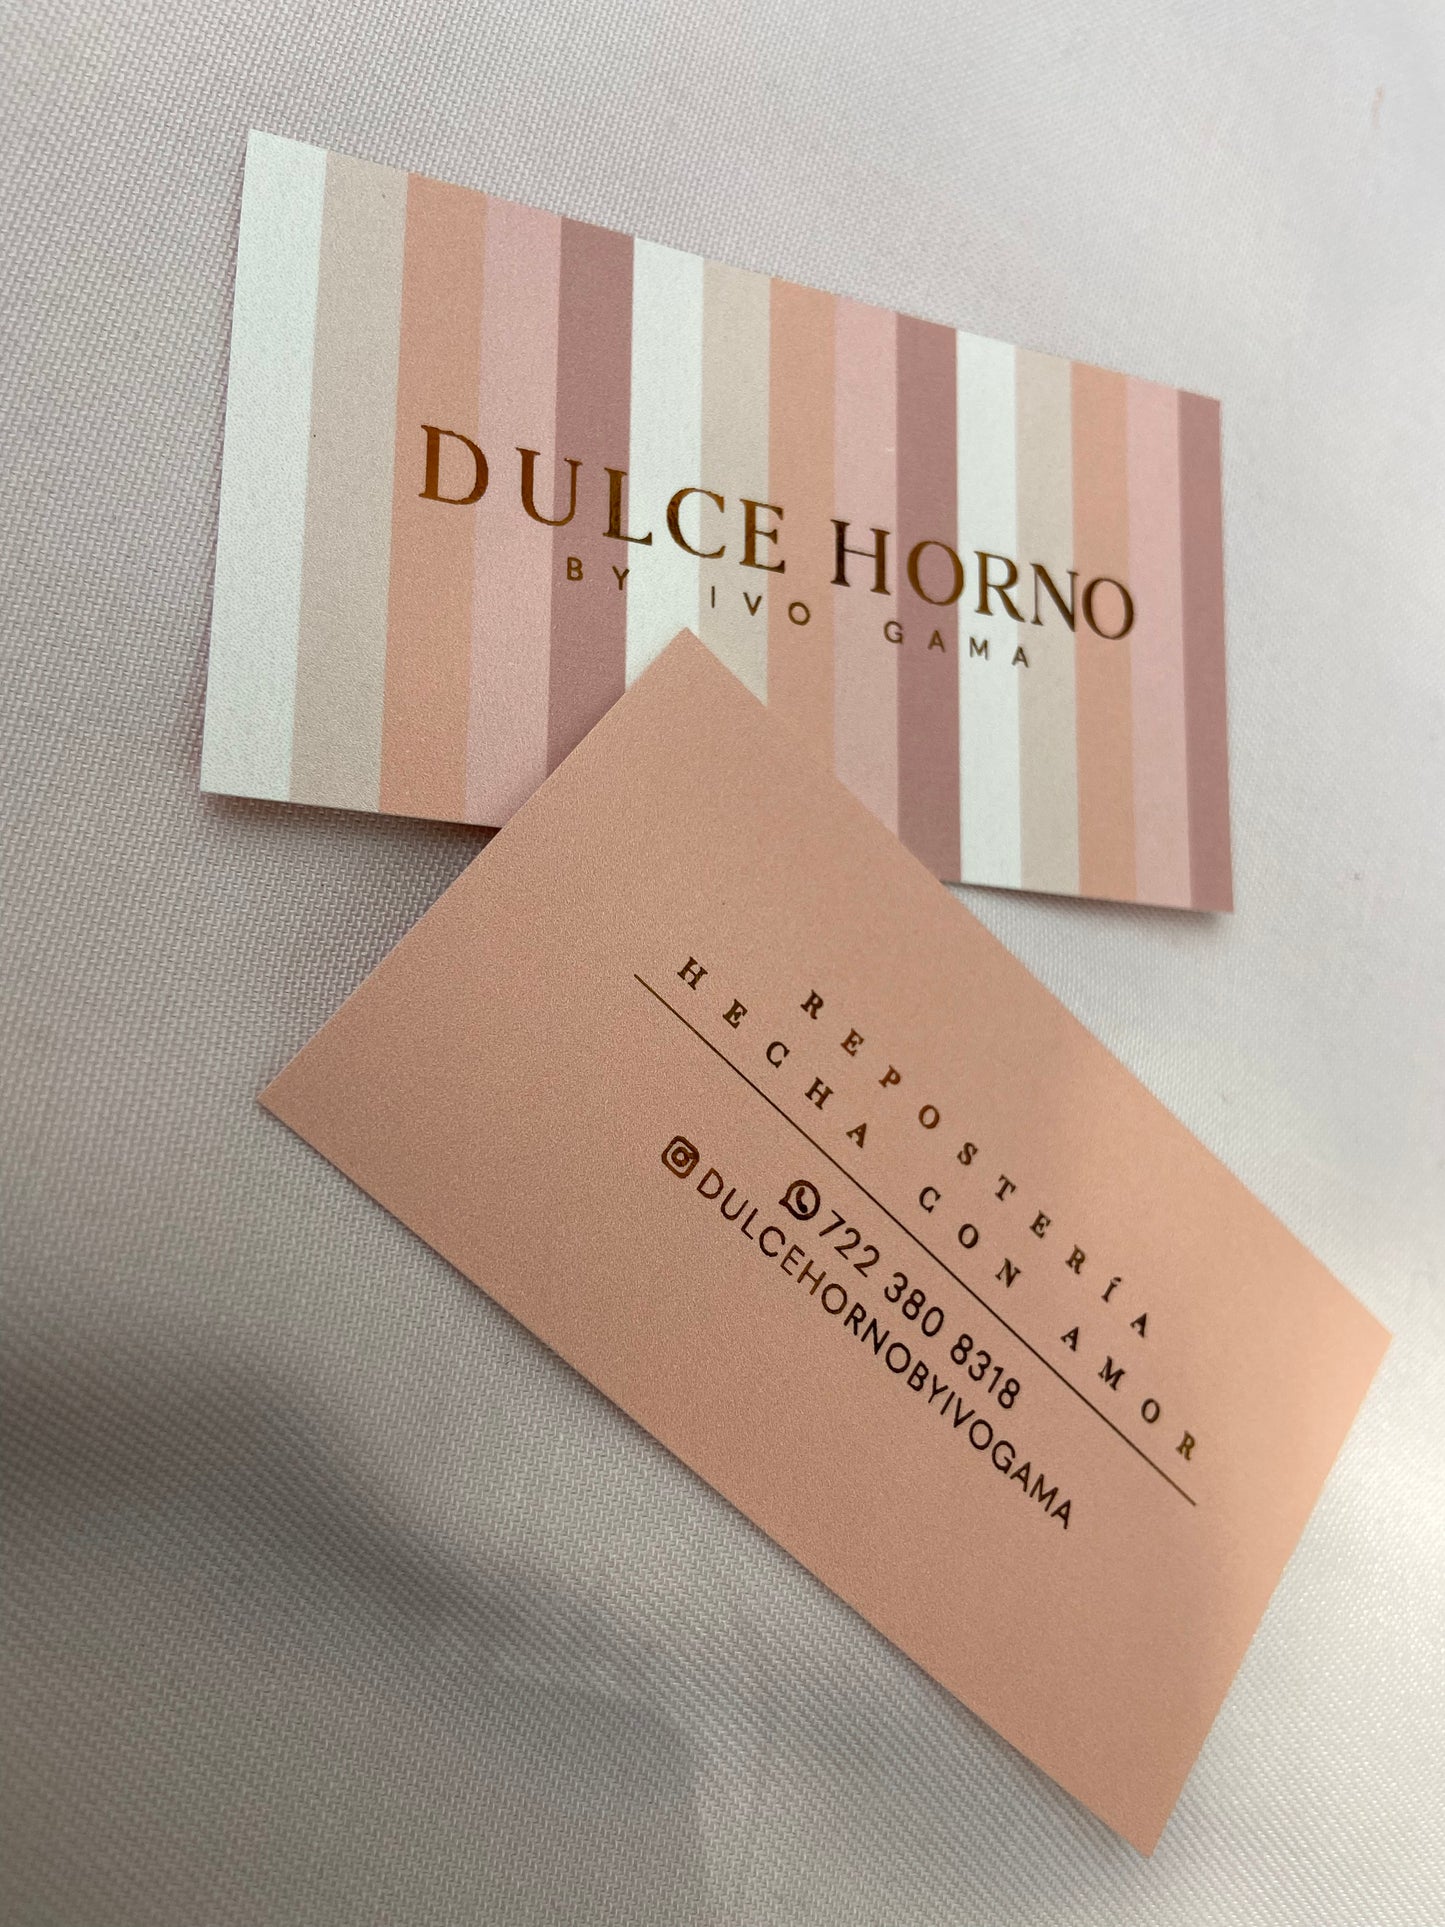 DULCE HORNO
BY IVO GAMA
REPOSTERÍA
HECHA CON AMOR
722 380 8318
DULCEHORNOBYIVOGAMA